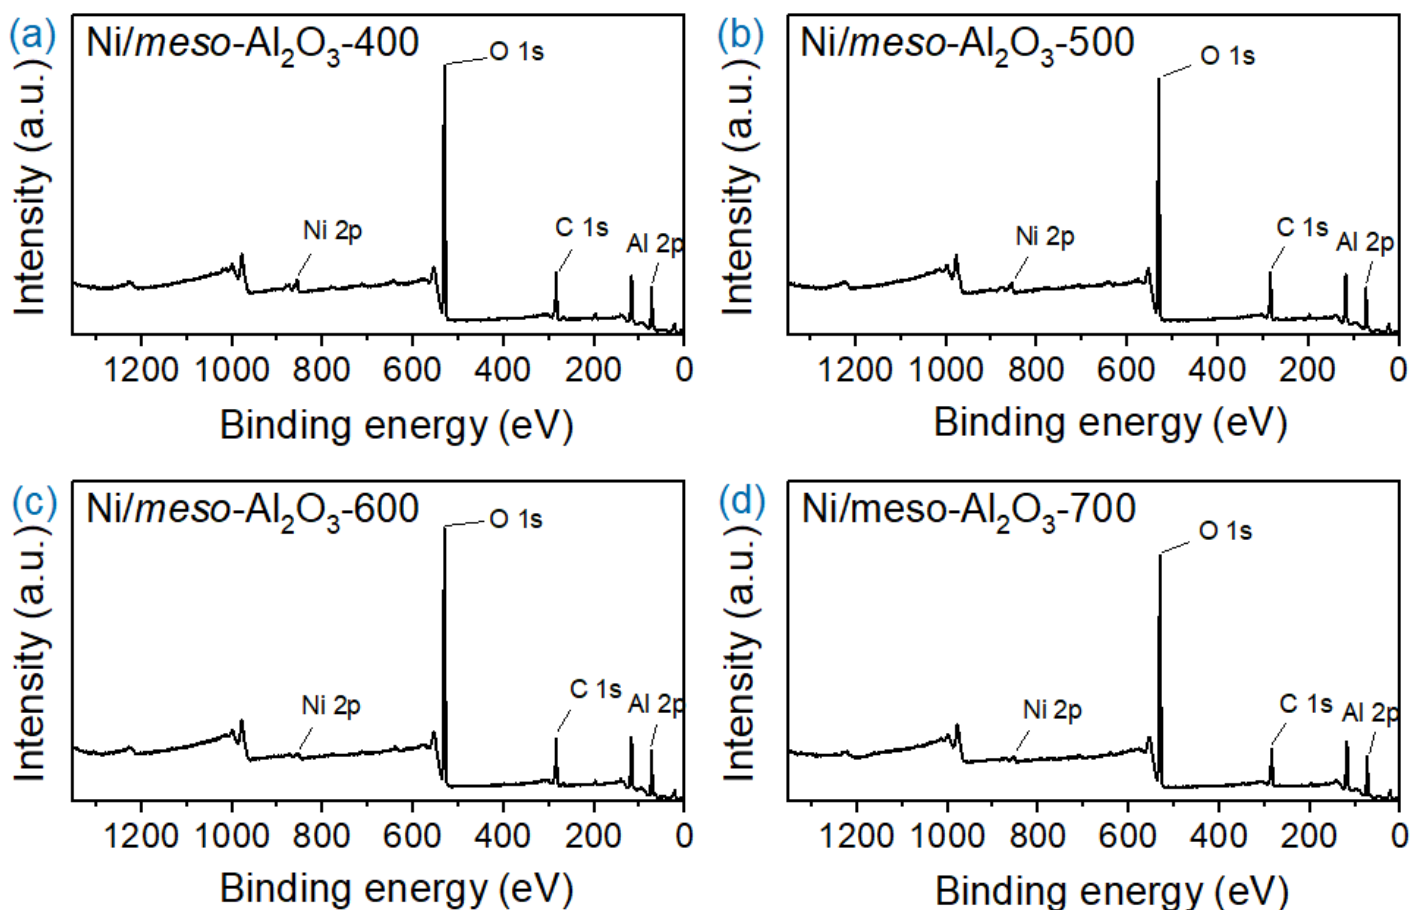 (a)
Ni/meso-Al₂O₃-400
O 1s
Ni 2p
C 1s
Al 2p
Intensity (a.u.)
1200 1000 800 600 400 200 0
Binding energy (eV)
(b)
Ni/meso-Al₂O₃-500
O 1s
Ni 2p
C 1s
Al 2p
Intensity (a.u.)
1200 1000 800 600 400 200 0
Binding energy (eV)
(c)
Ni/meso-Al₂O₃-600
O 1s
Ni 2p
C 1s
Al 2p
Intensity (a.u.)
1200 1000 800 600 400 200 0
Binding energy (eV)
(d)
Ni/meso-Al₂O₃-700
O 1s
Ni 2p
C 1s
Al 2p
Intensity (a.u.)
1200 1000 800 600 400 200 0
Binding energy (eV)